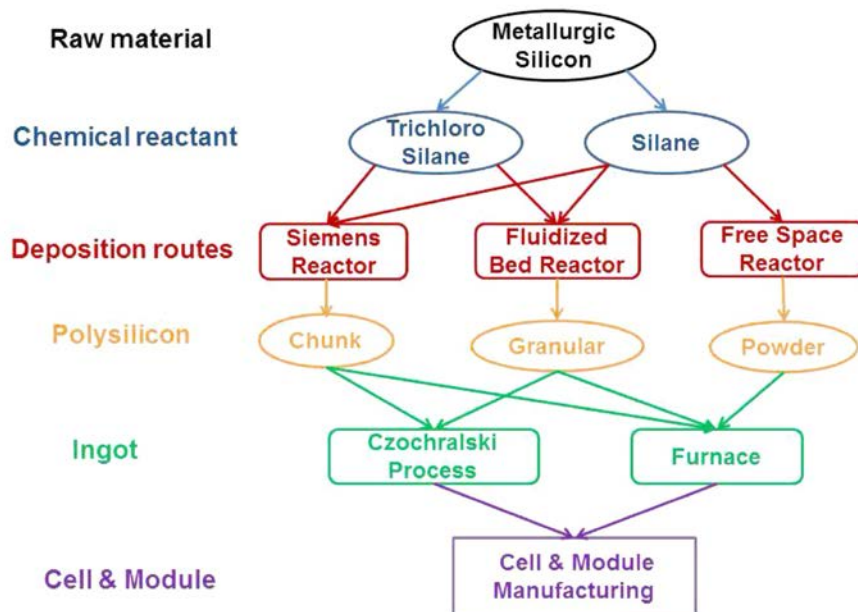 Raw material
Metallurgic
Silicon
Chemical reactant
Trichloro
Silane
Silane
Deposition routes
Siemens
Reactor
Fluidized
Bed Reactor
Free Space
Reactor
Polysilicon
Chunk
Granular
Powder
Ingot
Czochralski
Process
Furnace
Cell & Module
Cell & Module
Manufacturing